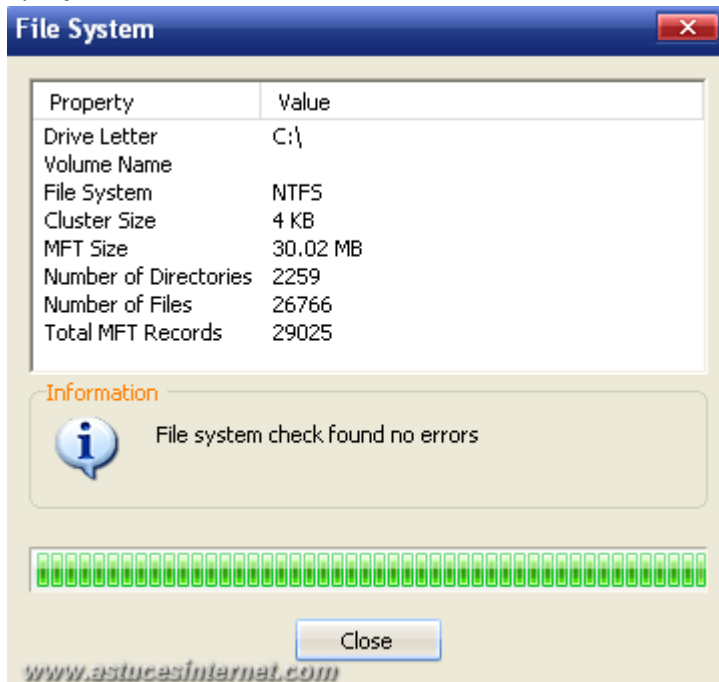 File System
Property Value
Drive Letter C:\
Volume Name
File System NTFS
Cluster Size 4 KB
MFT Size 30.02 MB
Number of Directories 2259
Number of Files 26766
Total MFT Records 29025
Information
File system check found no errors
Close
www.astucesinternet.com